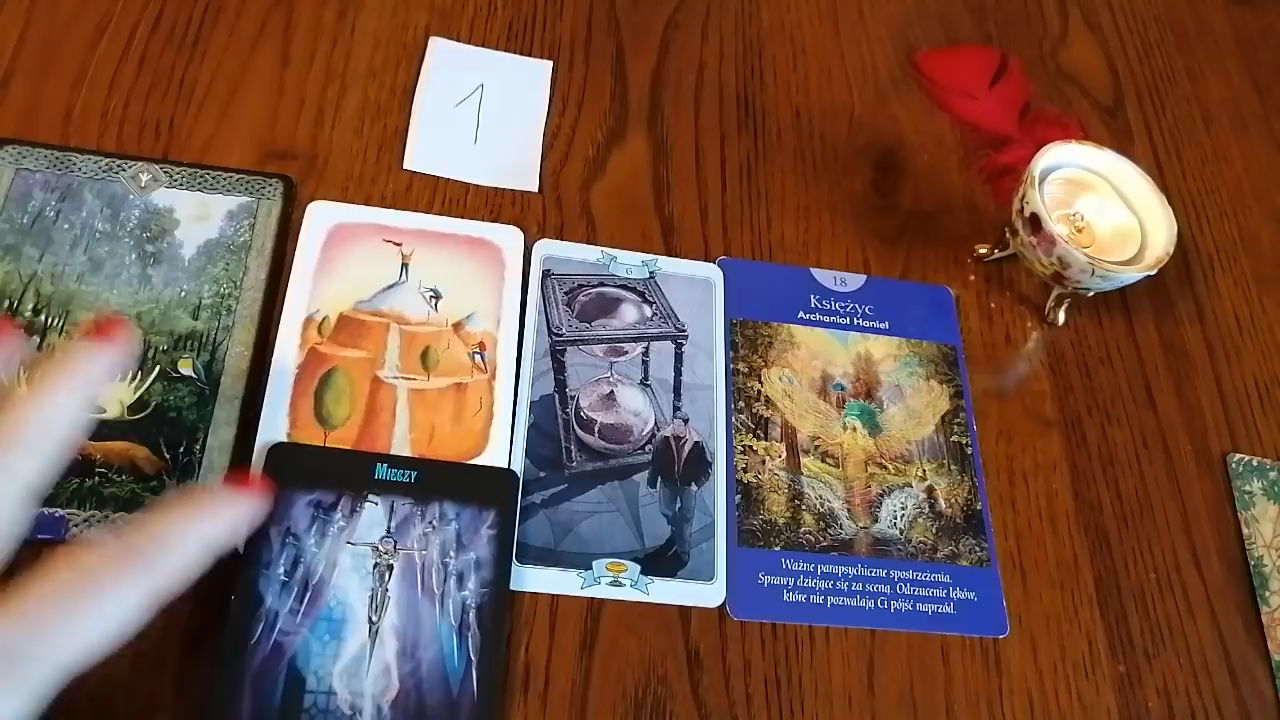 1
6
18
Księżyc
Archanioł Haniel
Mieczy
Ważne parapsychiczne spostrzeżenia.
Sprawy dziejące się za sceną. Odrzucenie lęków,
które nie pozwalają Ci pójść naprzód.